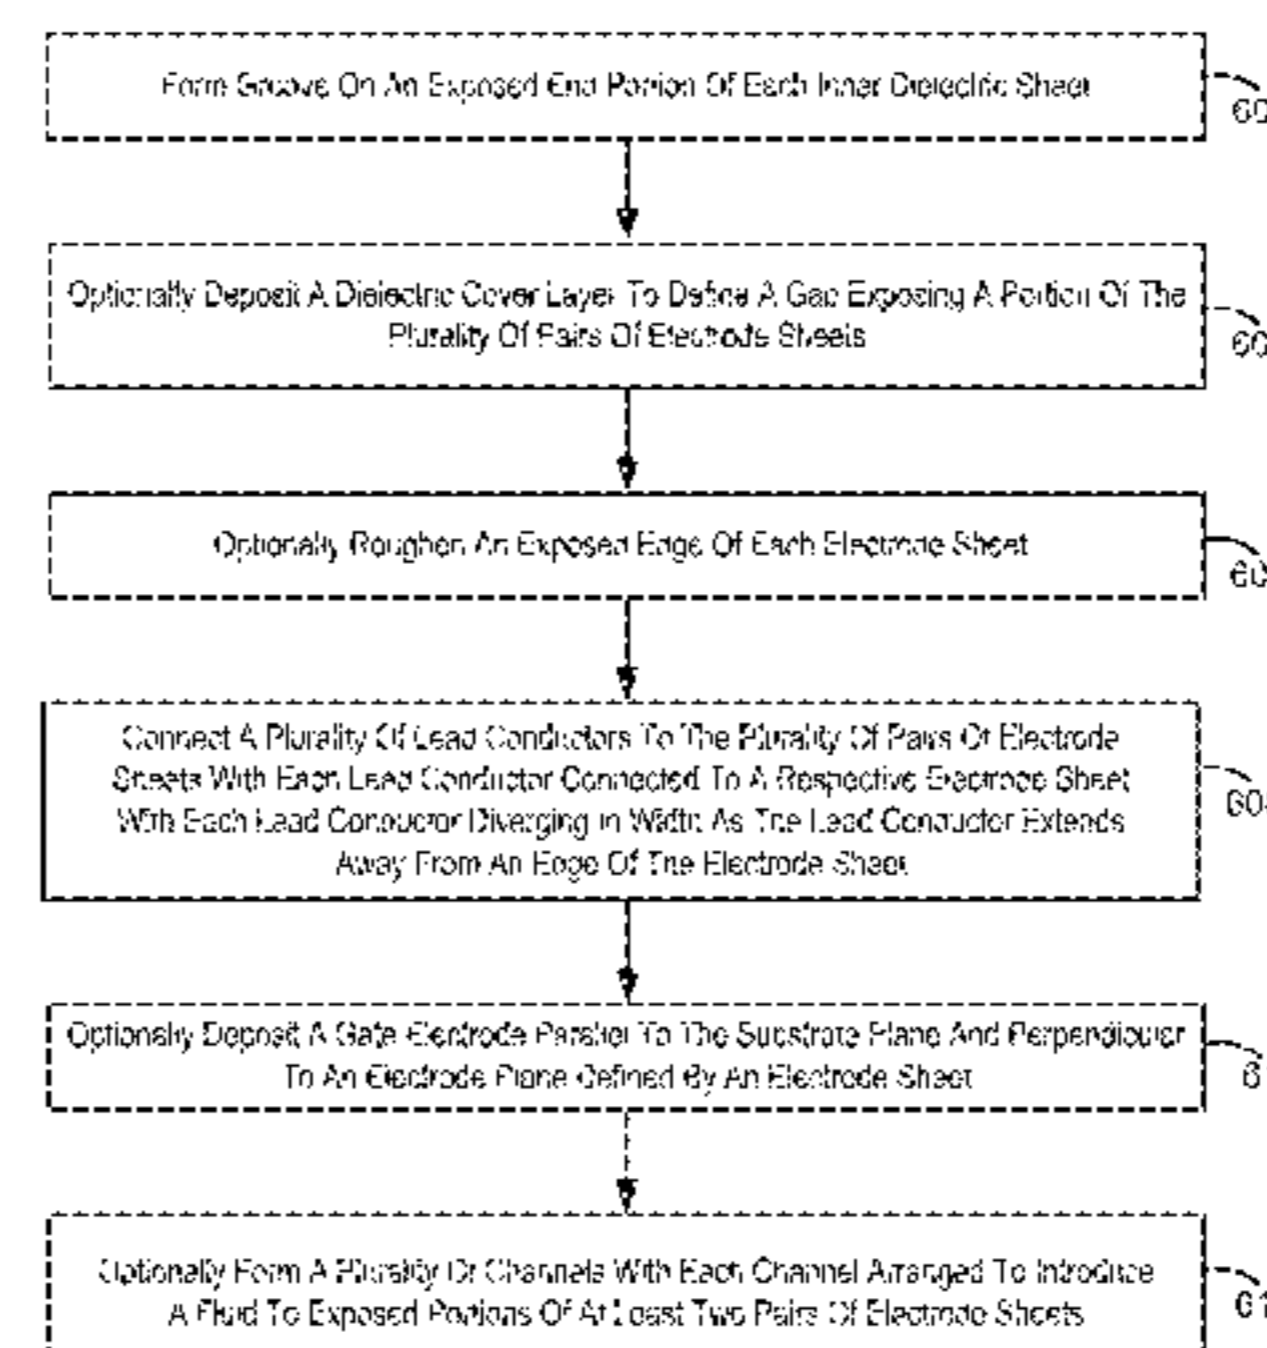 Form Groove On An Exposed End Portion Of Each Inner Dielectric Sheet
60
Optionally Deposit A Dielectric Cover Layer To Define A Gap Exposing A Portion Of The
Plurality Of Pairs Of Electrode Sheets
60
Optionally Roughen An Exposed Edge Of Each Electrode Sheet
60
Connect A Plurality Of Lead Conductors To The Plurality Of Pairs Of Electrode
Sheets With Each Lead Conductor Connected To A Respective Electrode Sheet
With Each Lead Conductor Diverging In Width As The Lead Conductor Extends
Away From An Edge Of The Electrode Sheet
60
Optionally Deposit A Gate Electrode Parallel To The Substrate Plane And Perpendicular
To An Electrode Plane Defined By An Electrode Sheet
6
Optionally Form A Plurality Of Channels With Each Channel Arranged To Introduce
A Fluid To Exposed Portions Of At Least Two Pairs Of Electrode Sheets
61